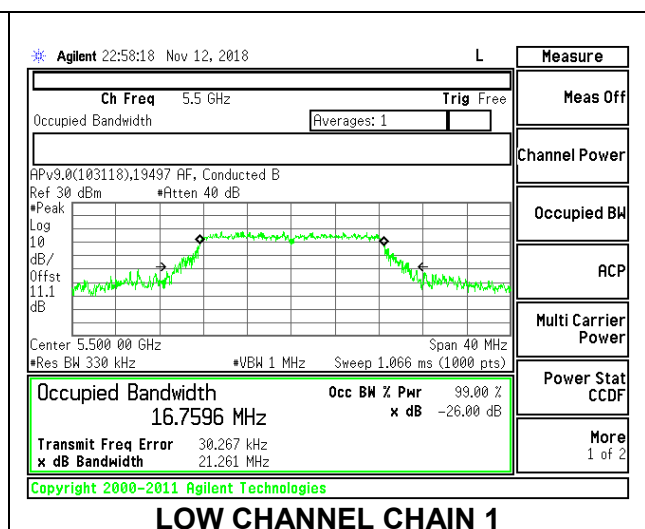 Agilent 22:58:18 Nov 12, 2018 L Measure
Ch Freq 5.5 GHz Trig Free
Occupied Bandwidth Averages: 1
Meas Off
Channel Power
Occupied BW
ACP
Multi Carrier
Power
Power Stat
CCDF
More
1 of 2
APv9.0(103118),19497 AF, Conducted B
Ref 30 dBm #Atten 40 dB
#Peak
Log
10
dB/
Offst
11.1
dB
Center 5.500 00 GHz Span 40 MHz
#Res BW 330 kHz #VBW 1 MHz Sweep 1.066 ms (1000 pts)
Occupied Bandwidth Occ BW % Pwr 99.00 %
16.7596 MHz x dB -26.00 dB
Transmit Freq Error 30.267 kHz
x dB Bandwidth 21.261 MHz
Copyright 2000-2011 Agilent Technologies
LOW CHANNEL CHAIN 1